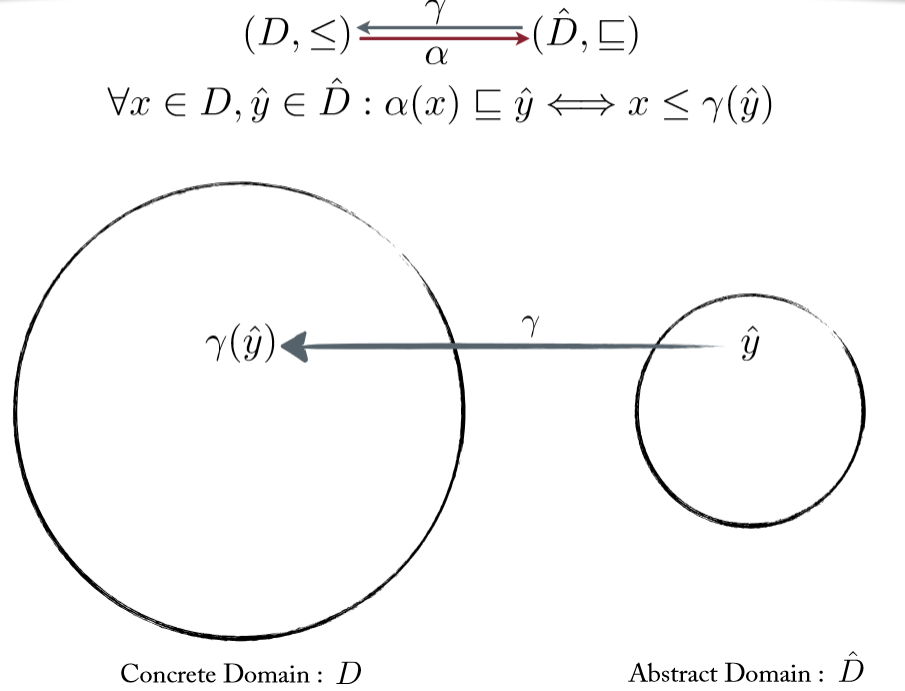 γ
(D, ≤) (D̂, ⊑)
α
∀x ∈ D, ŷ ∈ D̂ : α(x) ⊑ ŷ ⟺ x ≤ γ(ŷ)
γ
γ(ŷ) ŷ
Concrete Domain : D
Abstract Domain : D̂